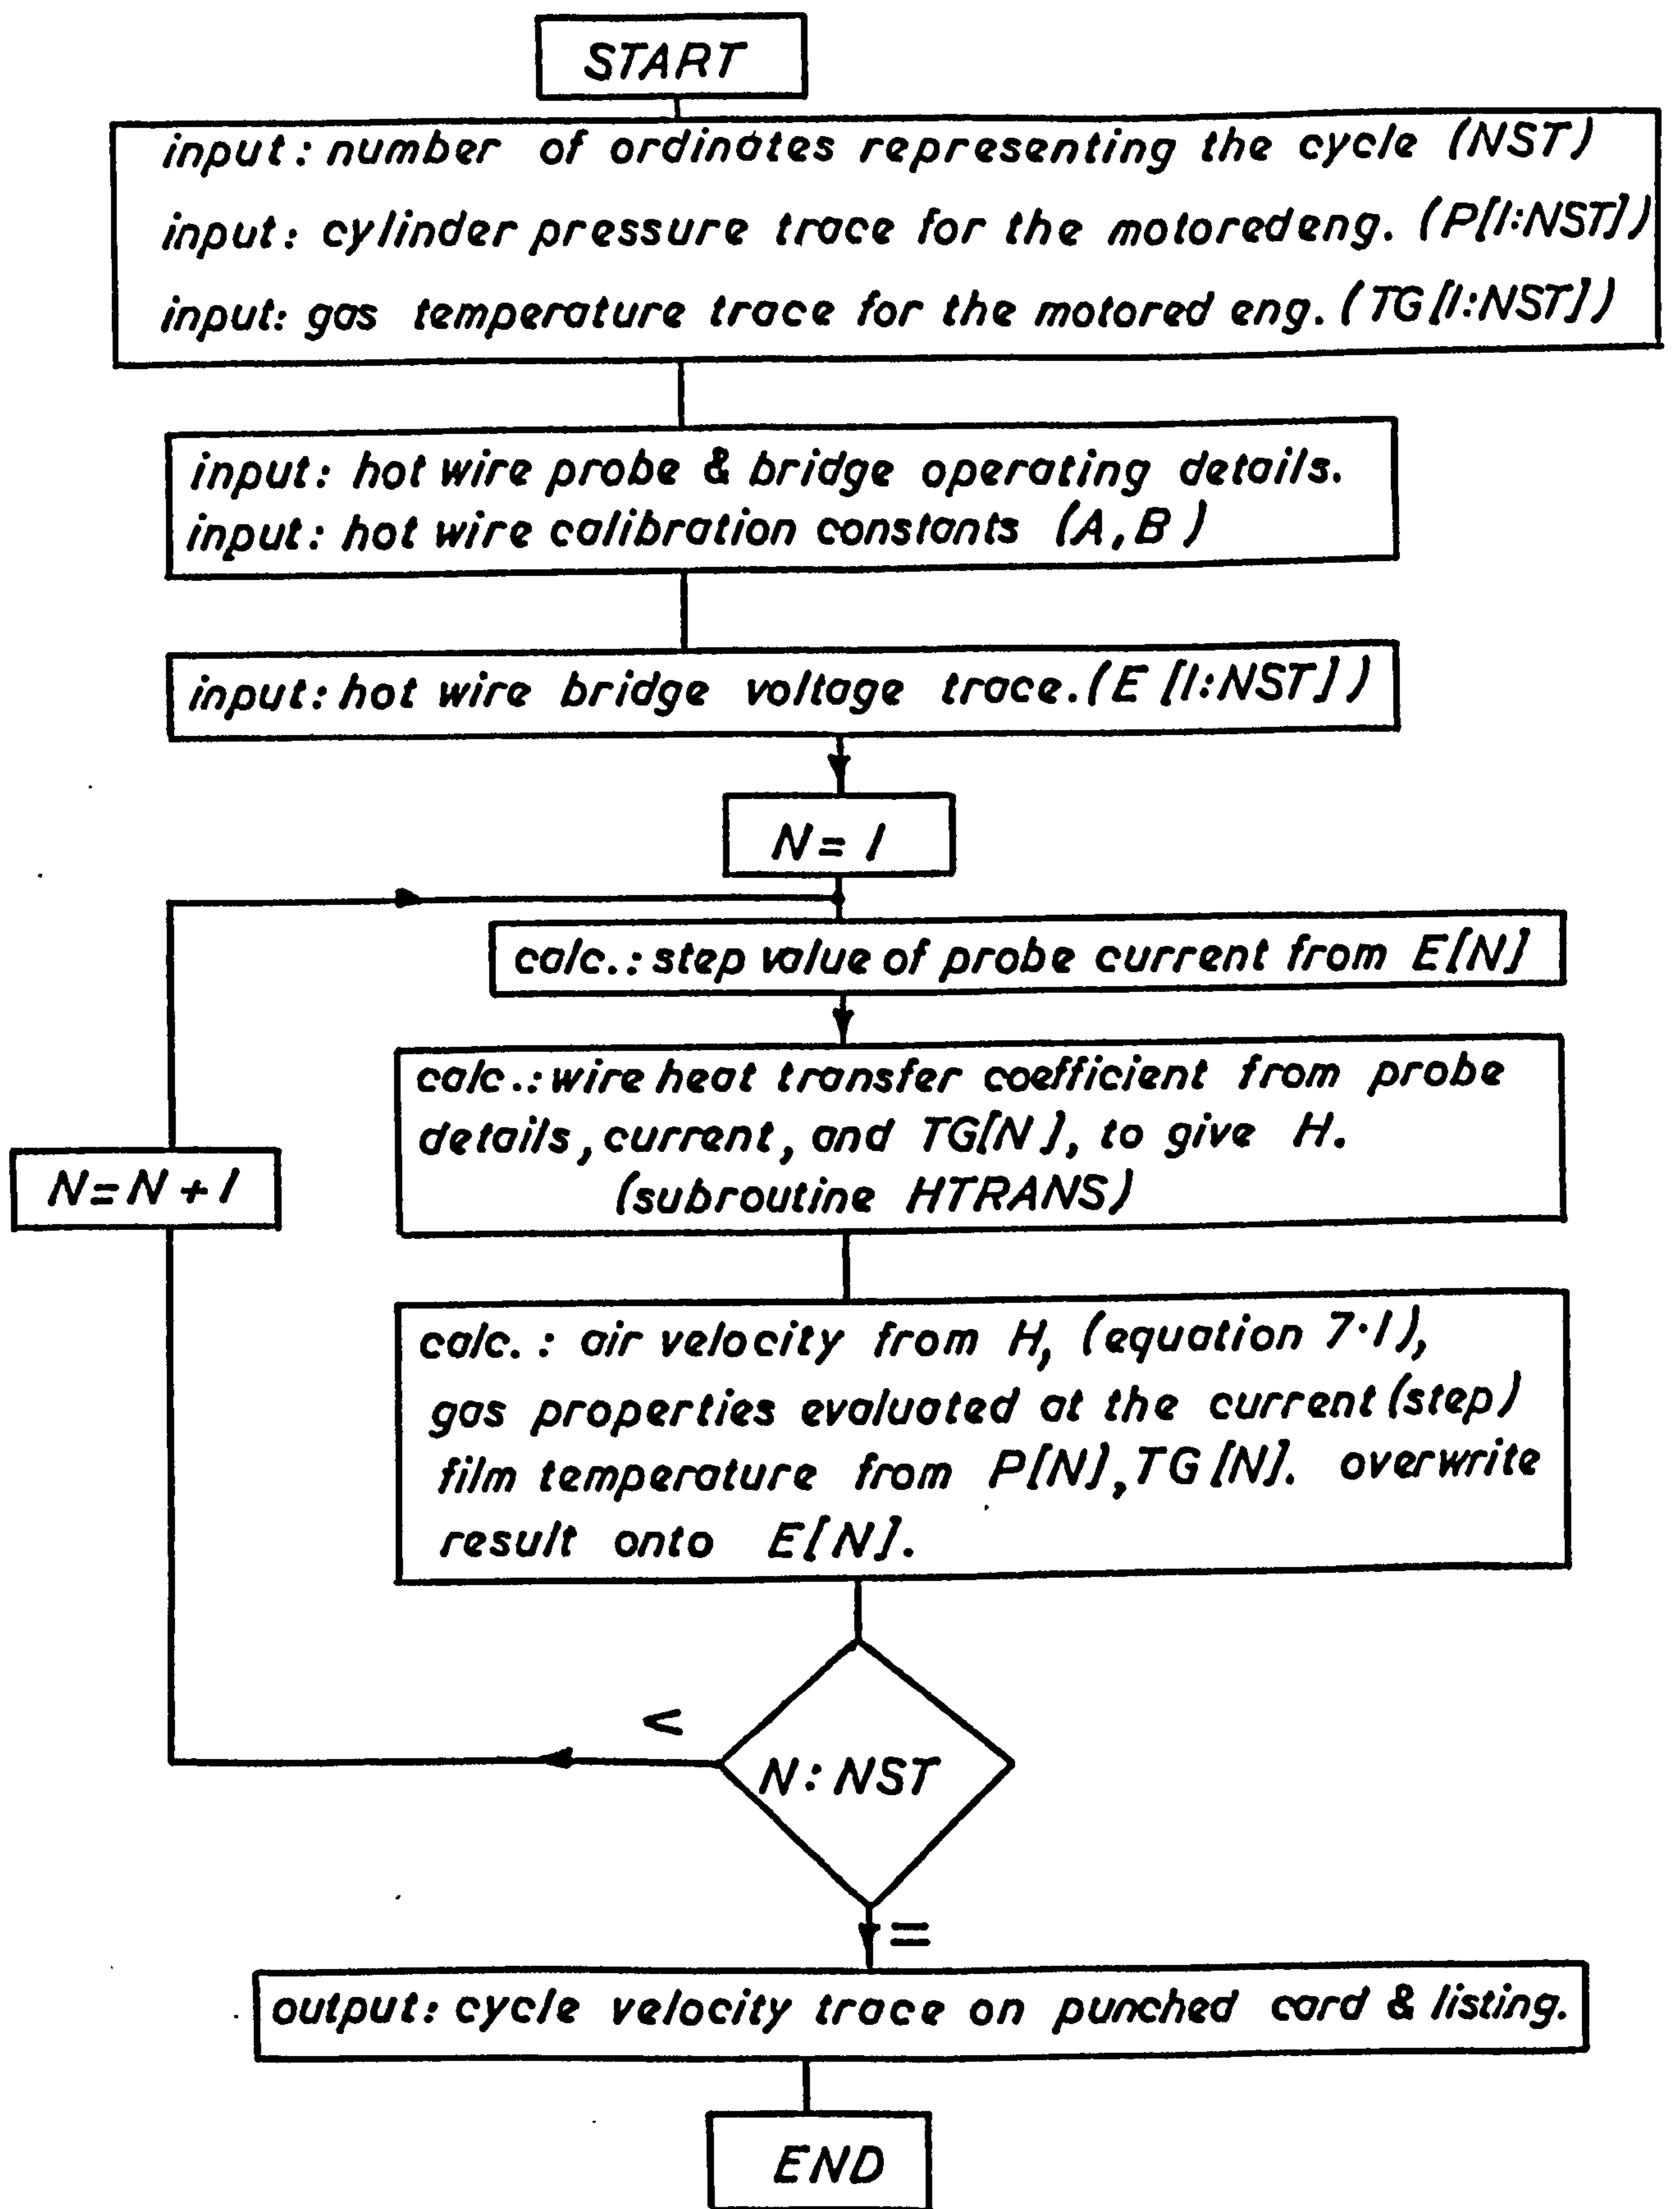 START
input: number of ordinates representing the cycle (NST)
input: cylinder pressure trace for the motoredeng. (P[1:NST])
input: gas temperature trace for the motored eng. (TG[1:NST])
input: hot wire probe & bridge operating details.
input: hot wire calibration constants (A,B)
input: hot wire bridge voltage trace. (E[1:NST])
N=1
calc.: step value of probe current from E[N]
calc.: wire heat transfer coefficient from probe
details, current, and TG[N], to give H.
(subroutine HTRANS)
N=N+1
calc.: air velocity from H, (equation 7·1),
gas properties evaluated at the current (step)
film temperature from P[N],TG[N]. overwrite
result onto E[N].
<
N:NST
=
output: cycle velocity trace on punched card & listing.
END